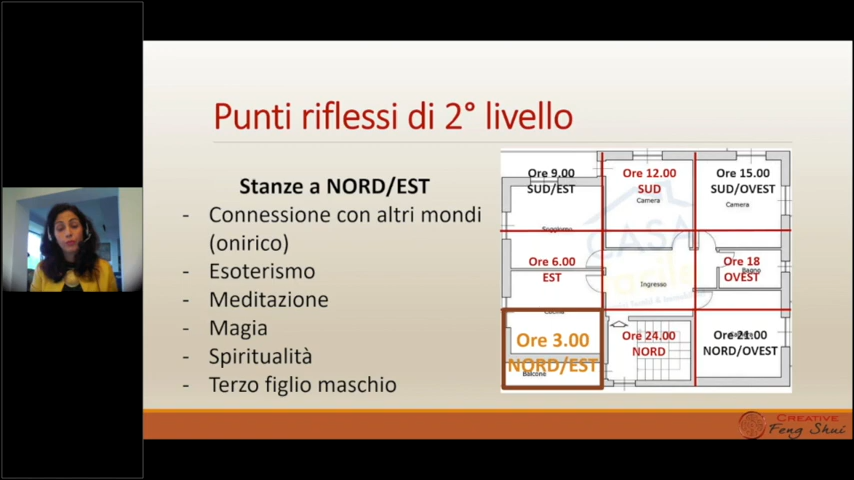 Punti riflessi di 2° livello
Stanze a NORD/EST
- Connessione con altri mondi
(onirico)
- Esoterismo
- Meditazione
- Magia
- Spiritualità
- Terzo figlio maschio
Ore 9.00
SUD/EST
Ore 12.00
SUD
Camera
Ore 15.00
SUD/OVEST
Camera
Soggiorno
Ore 6.00
EST
Ingresso
Ore 18
OVEST
Bagno
Cucina
Ore 3.00
NORD/EST
Balcone
Ore 24.00
NORD
Ore 21:00
NORD/OVEST
CASA
CREATIVE
Feng Shui